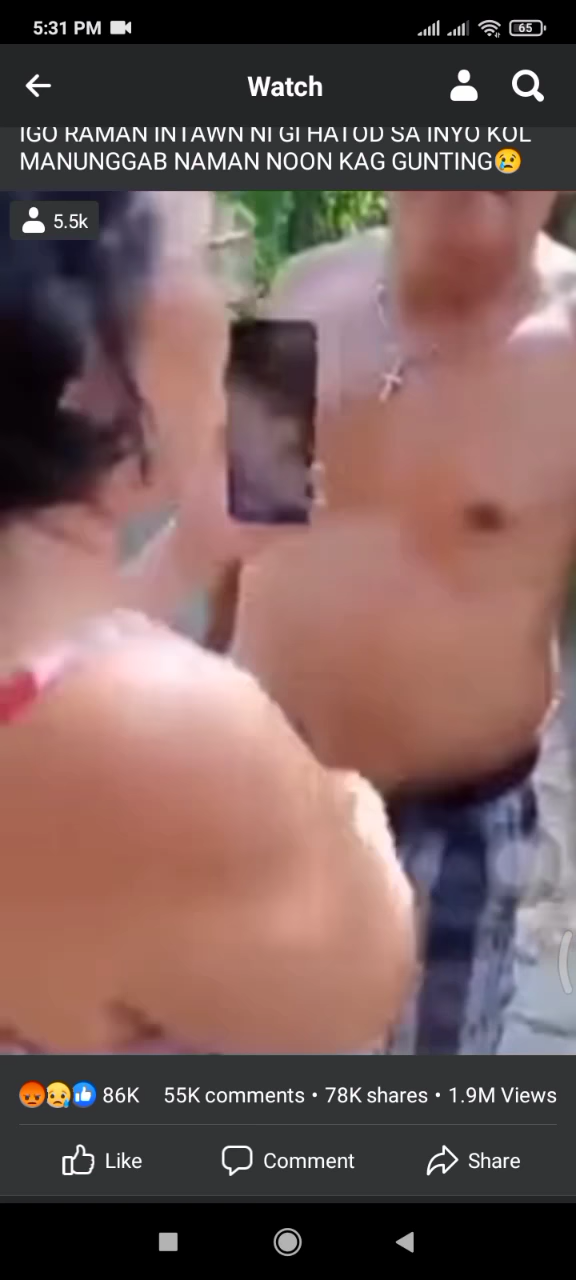 5:31 PM
65
Watch
IGO RAMAN INTAWN NI GI HATOD SA INYO KOL
MANUNGGAB NAMAN NOON KAG GUNTING😢
5.5k
86K 55K comments • 78K shares • 1.9M Views
Like Comment Share